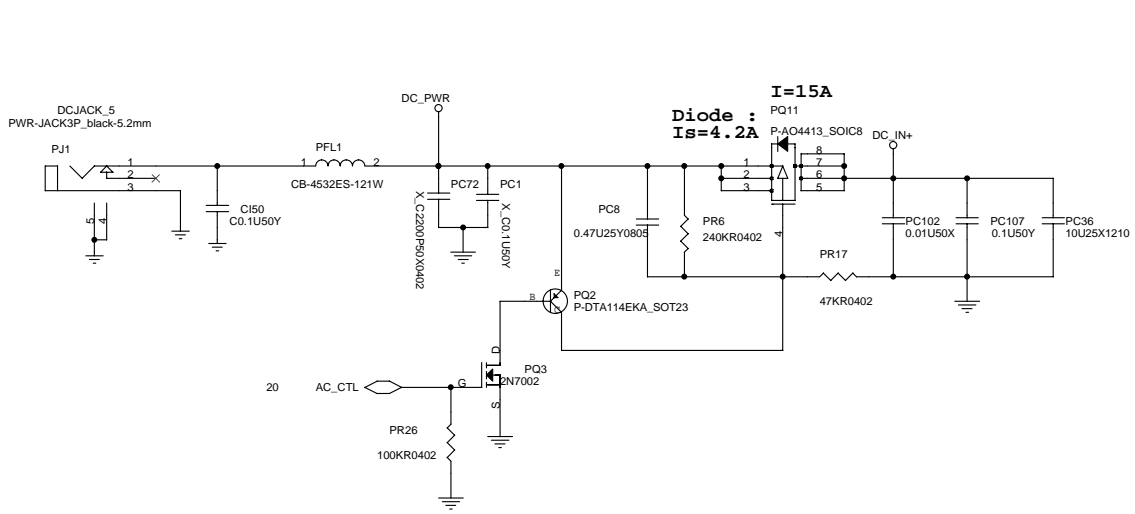 I=15A
DC_PWR
DCJACK_5
Diode :
PQ11
PWR-JACK3P_black-5.2mm
Is=4.2A
P-AO4413_SOIC8
DC_IN+
PJ1
PFL1
1
1
2
1
8
2
2
7
3
3
6
5
CB-4532ES-121W
PC72
PC1
CI50
C0.1U50Y
X_C2200P50X0402
X_C0.1U50Y
PC8
0.47U25Y0805
PR6
240KR0402
4
PC102
0.01U50X
PC107
0.1U50Y
PC36
10U25X1210
5
4
PR17
47KR0402
E
B
C
PQ2
P-DTA114EKA_SOT23
D
PQ3
2N7002
20
AC_CTL
G
S
PR26
100KR0402